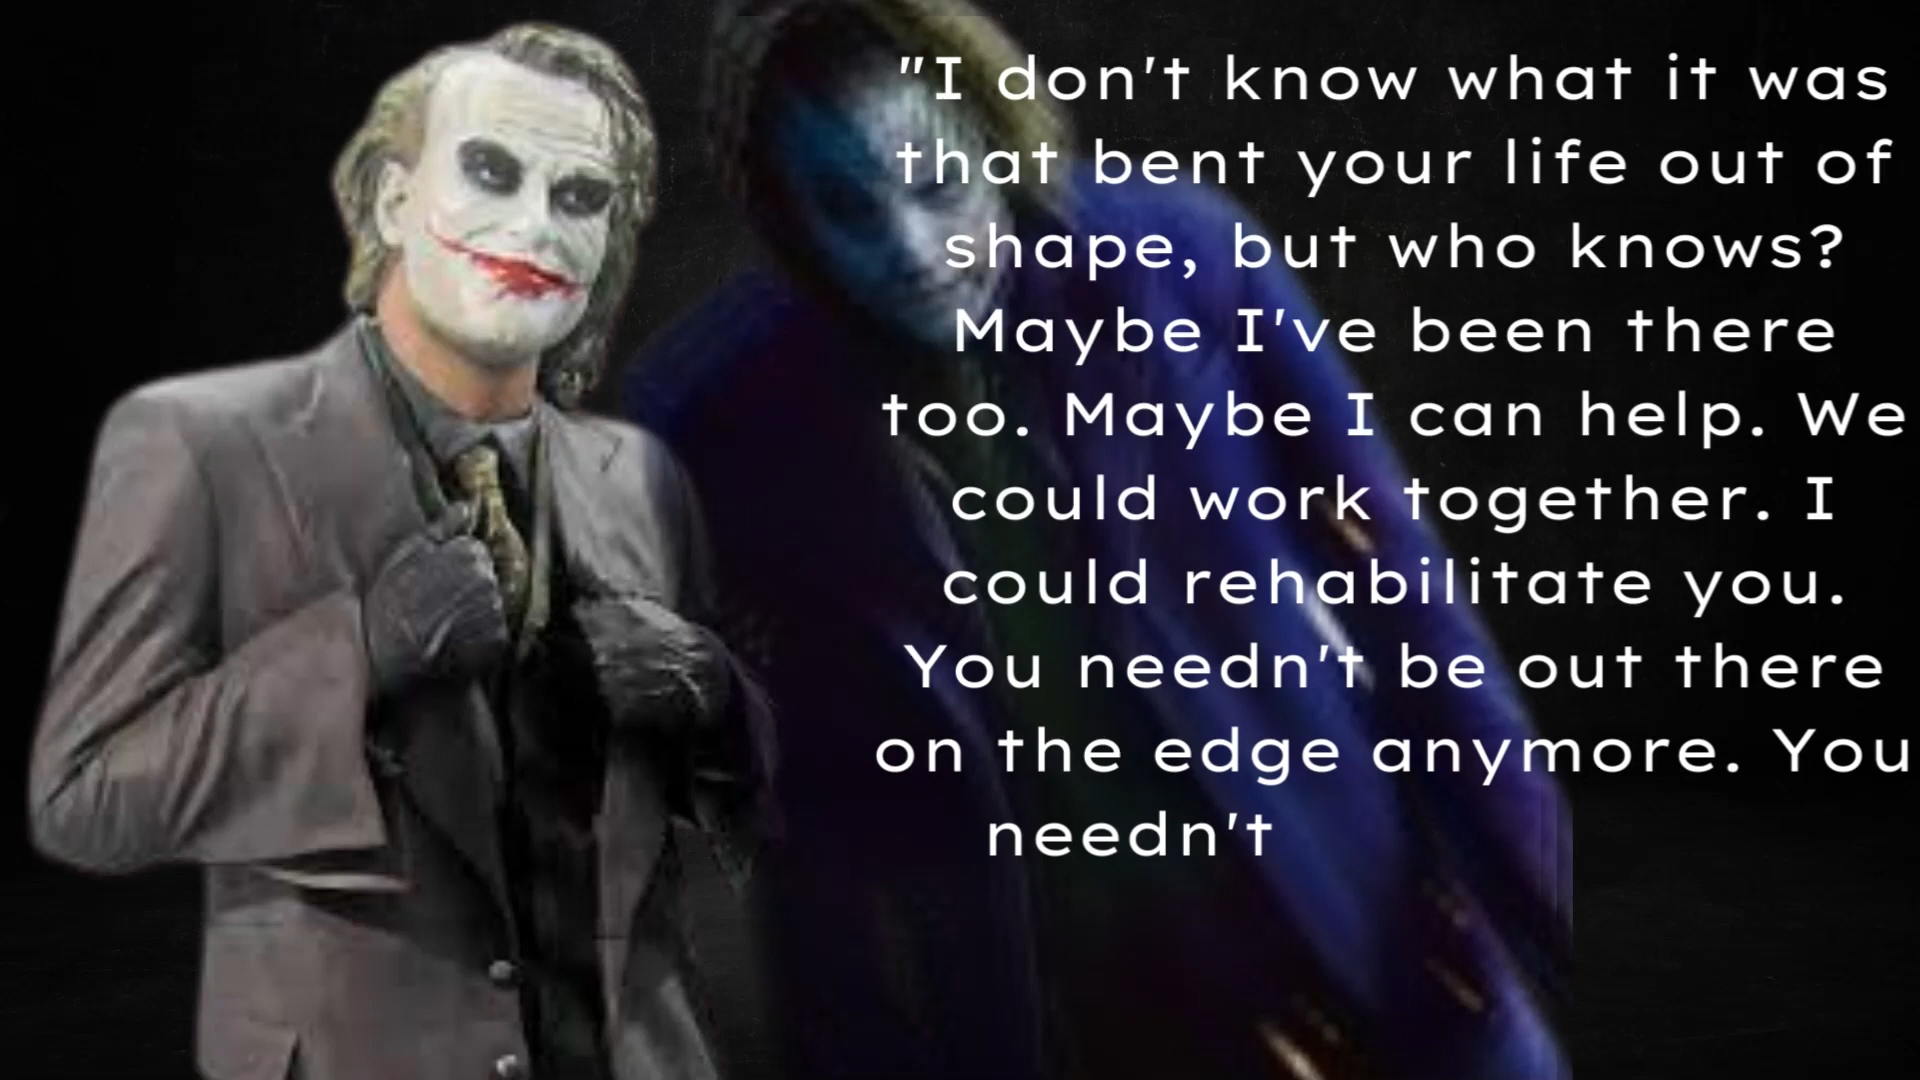 "I don't know what it was
that bent your life out of
shape, but who knows?
Maybe I've been there
too. Maybe I can help. We
could work together. I
could rehabilitate you.
You needn't be out there
on the edge anymore. You
needn't